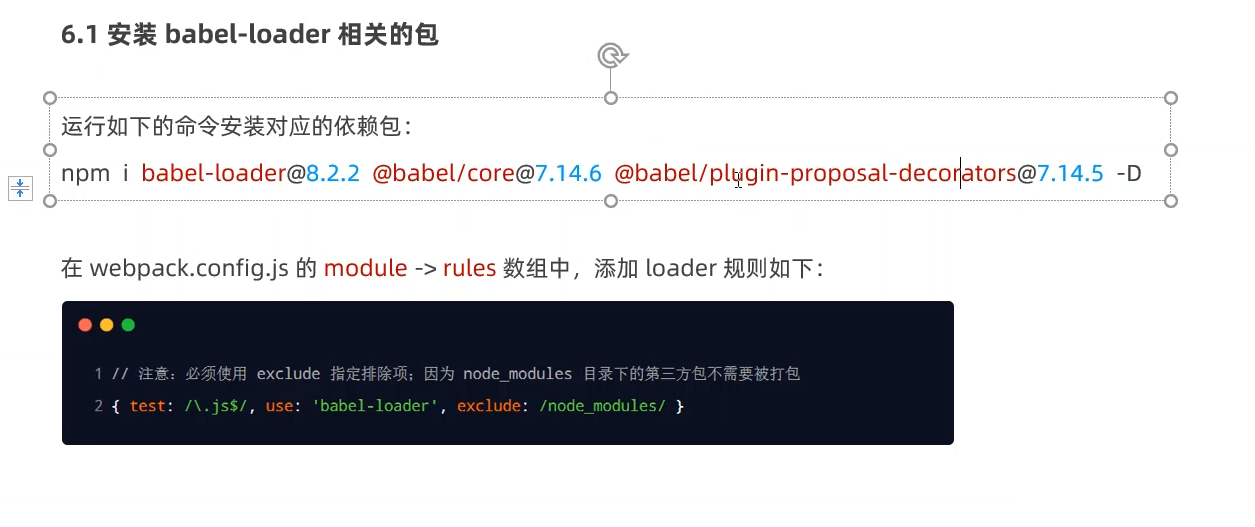 6.1 安装 babel-loader 相关的包
运行如下的命令安装对应的依赖包：
npm i babel-loader@8.2.2 @babel/core@7.14.6 @babel/plugin-proposal-decorators@7.14.5 -D
在 webpack.config.js 的 module -> rules 数组中，添加 loader 规则如下：
1 // 注意：必须使用 exclude 指定排除项；因为 node_modules 目录下的第三方包不需要被打包
2 { test: /\.js$/, use: 'babel-loader', exclude: /node_modules/ }